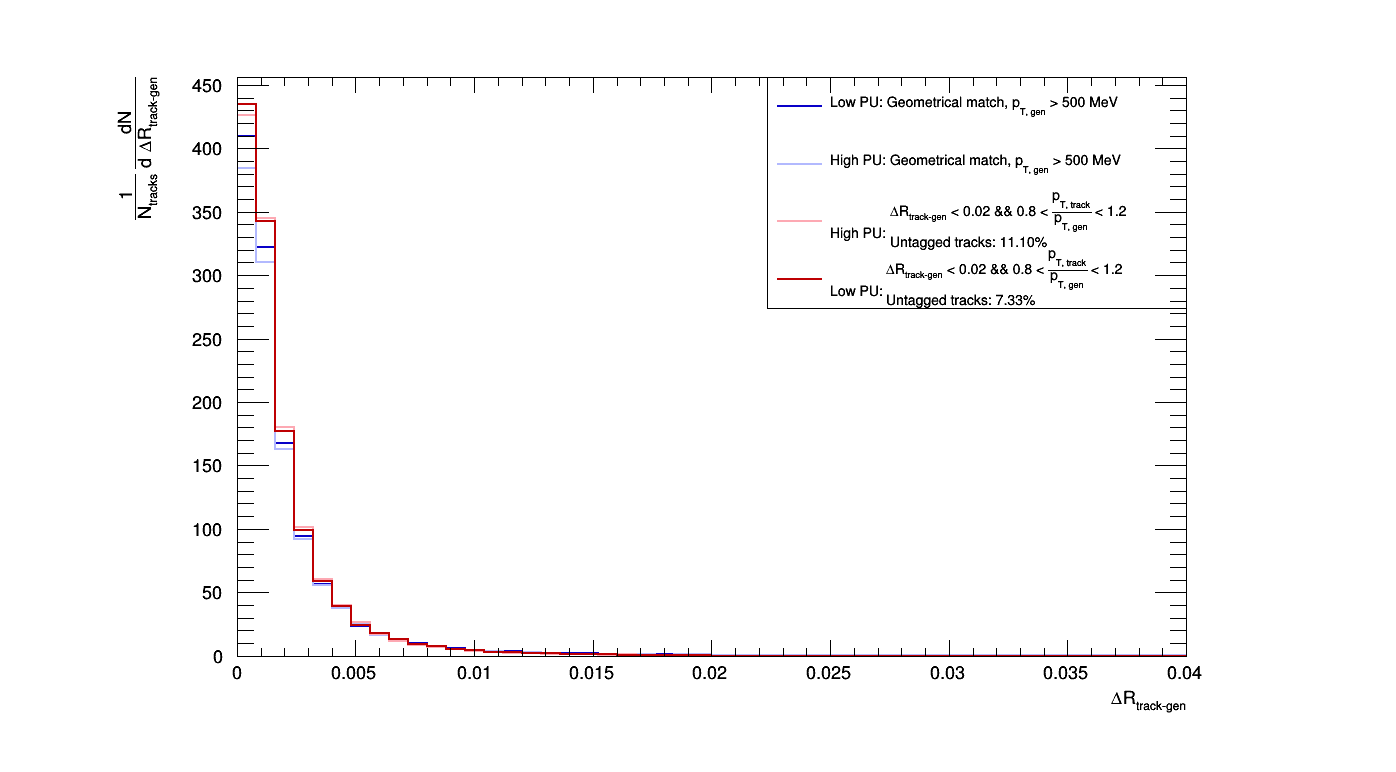 1 dN
N_tracks d ΔR_track-gen
450
400
350
300
250
200
150
100
50
0
Low PU: Geometrical match, p_T, gen > 500 MeV
High PU: Geometrical match, p_T, gen > 500 MeV
High PU: ΔR_track-gen < 0.02 && 0.8 < p_T, track / p_T, gen < 1.2
Untagged tracks: 11.10%
Low PU: ΔR_track-gen < 0.02 && 0.8 < p_T, track / p_T, gen < 1.2
Untagged tracks: 7.33%
0 0.005 0.01 0.015 0.02 0.025 0.03 0.035 0.04
ΔR_track-gen